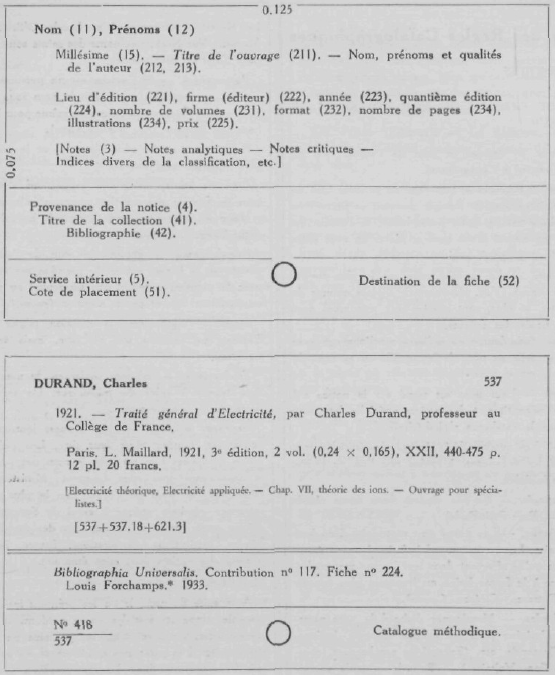 0.125
Nom (11), Prénoms (12)
Millésime (15). — Titre de l'ouvrage (211). — Nom, prénoms et qualités
de l'auteur (212, 213).
Lieu d'édition (221), firme (éditeur) (222), année (223), quantième édition
(224), nombre de volumes (231), format (232), nombre de pages (234),
illustrations (234), prix (225).
[Notes (3) — Notes analytiques — Notes critiques —
Indices divers de la classification, etc.]
0.075
Provenance de la notice (4).
Titre de la collection (41).
Bibliographie (42).
Service intérieur (5).
Cote de placement (51).
Destination de la fiche (52)
DURAND, Charles
537
1921. — Traité général d'Electricité, par Charles Durand, professeur au
Collège de France.
Paris, L. Maillard, 1921, 3e édition, 2 vol. (0,24 × 0,165), XXII, 440-475 p.
12 pl. 20 francs.
[Electricité théorique, Electricité appliquée. — Chap. VII, théorie des ions. — Ouvrage pour spécia-
listes.]
[537+537.18+621.3]
Bibliographia Universalis. Contribution no 117. Fiche no 224.
Louis Forchamps.* 1933.
No 418
537
Catalogue méthodique.